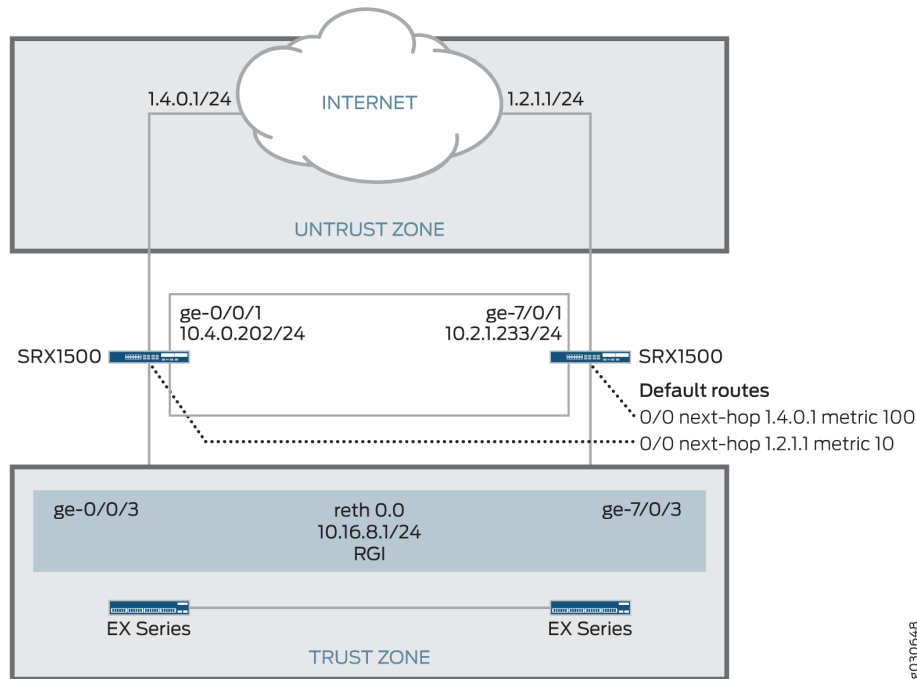 1.4.0.1/24
INTERNET
1.2.1.1/24
UNTRUST ZONE
ge-0/0/1
10.4.0.202/24
ge-7/0/1
10.2.1.233/24
SRX1500
SRX1500
Default routes
0/0 next-hop 1.4.0.1 metric 100
0/0 next-hop 1.2.1.1 metric 10
ge-0/0/3
reth 0.0
10.16.8.1/24
RGI
ge-7/0/3
EX Series
EX Series
TRUST ZONE
g030648